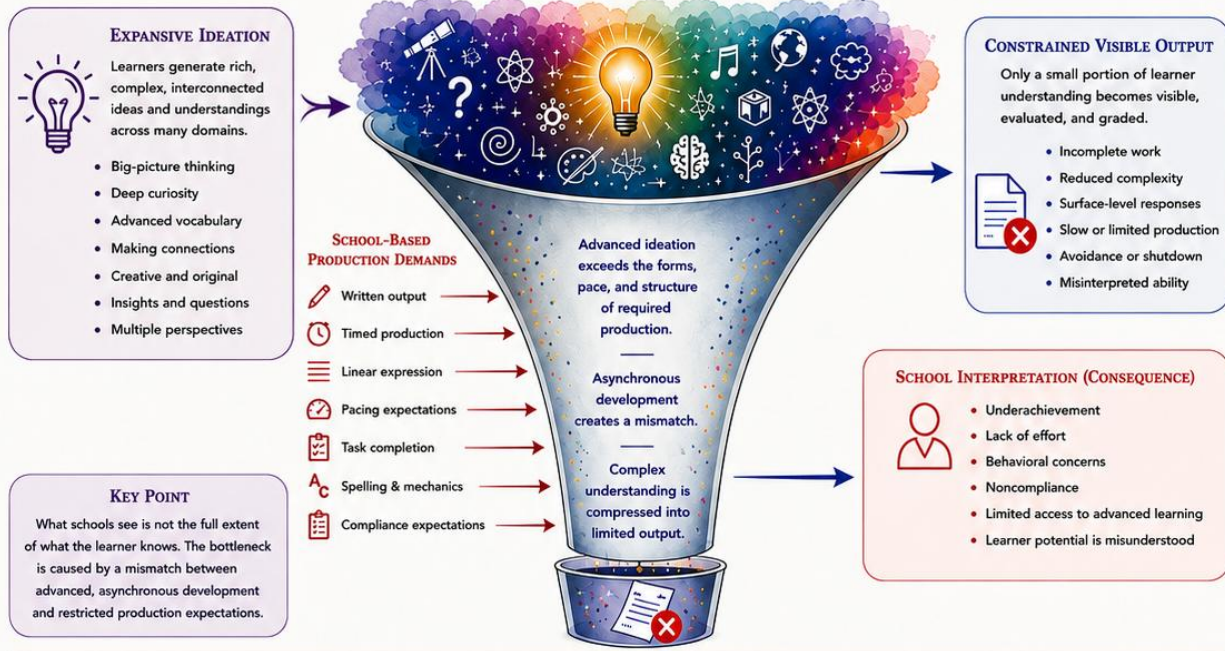 EXPANSIVE IDEATION
Learners generate rich,
complex, interconnected
ideas and understandings
across many domains.
• Big-picture thinking
• Deep curiosity
• Advanced vocabulary
• Making connections
• Creative and original
• Insights and questions
• Multiple perspectives
KEY POINT
What schools see is not the full extent
of what the learner knows. The bottleneck
is caused by a mismatch between
advanced, asynchronous development
and restricted production expectations.
SCHOOL-BASED
PRODUCTION DEMANDS
Written output
Timed production
Linear expression
Pacing expectations
Task completion
Spelling & mechanics
Compliance expectations
?
Advanced ideation
exceeds the forms,
pace, and structure
of required
production.
Asynchronous
development
creates a mismatch.
Complex
understanding is
compressed into
limited output.
CONSTRAINED VISIBLE OUTPUT
Only a small portion of learner
understanding becomes visible,
evaluated, and graded.
• Incomplete work
• Reduced complexity
• Surface-level responses
• Slow or limited production
• Avoidance or shutdown
• Misinterpreted ability
SCHOOL INTERPRETATION (CONSEQUENCE)
• Underachievement
• Lack of effort
• Behavioral concerns
• Noncompliance
• Limited access to advanced learning
• Learner potential is misunderstood